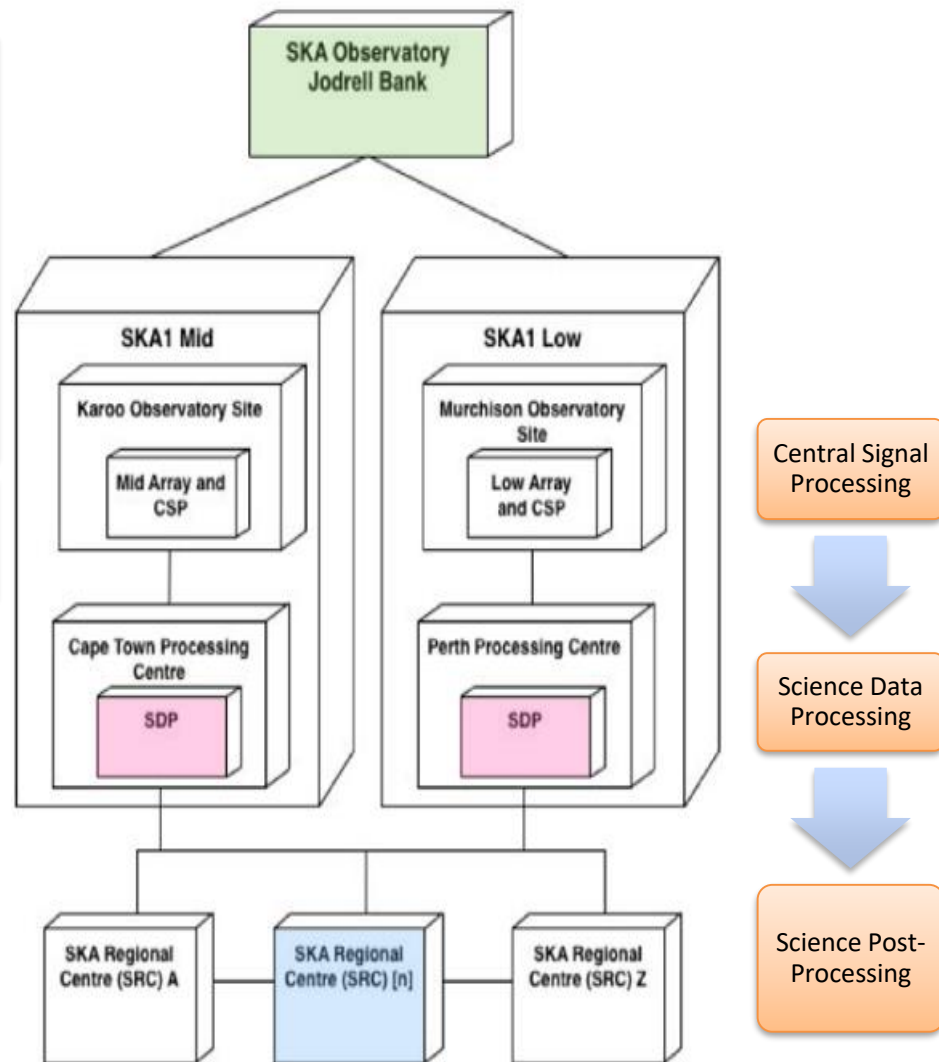 SKA Observatory
Jodrell Bank
SKA1 Mid
Karoo Observatory Site
Mid Array and
CSP
Cape Town Processing
Centre
SDP
SKA1 Low
Murchison Observatory
Site
Low Array
and CSP
Perth Processing Centre
SDP
SKA Regional
Centre (SRC) A
SKA Regional
Centre (SRC) [n]
SKA Regional
Centre (SRC) Z
Central Signal
Processing
Science Data
Processing
Science Post-
Processing